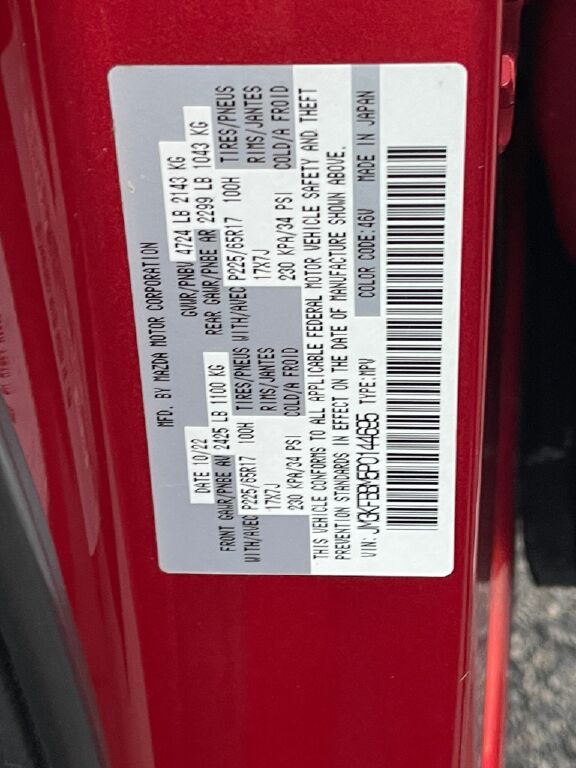 MFD. BY MAZDA MOTOR CORPORATION
DATE 10/22 GVWR/PNBV 4724 LB 2143 KG
FRONT GAWR/PNBE AV 2425 LB 1100 KG REAR GAWR/PNBE AR 2299 LB 1043 KG
WITH/AVEC P225/65R17 100H TIRES/PNEUS WITH/AVEC P225/65R17 100H TIRES/PNEUS
17X7J RIMS/JANTES 17X7J RIMS/JANTES
230 KPA/34 PSI COLD/A FROID 230 KPA/34 PSI COLD/A FROID
THIS VEHICLE CONFORMS TO ALL APPLICABLE FEDERAL MOTOR VEHICLE SAFETY AND THEFT
PREVENTION STANDARDS IN EFFECT ON THE DATE OF MANUFACTURE SHOWN ABOVE.
VIN: JM3KFBBM5P0144695 TYPE:MPV COLOR CODE:46V MADE IN JAPAN